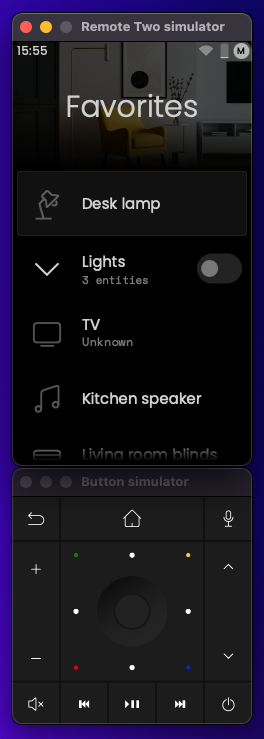 Remote Two simulator
15:55
M
Favorites
Desk lamp
Lights
3 entities
TV
Unknown
Kitchen speaker
Living room blinds
Button simulator